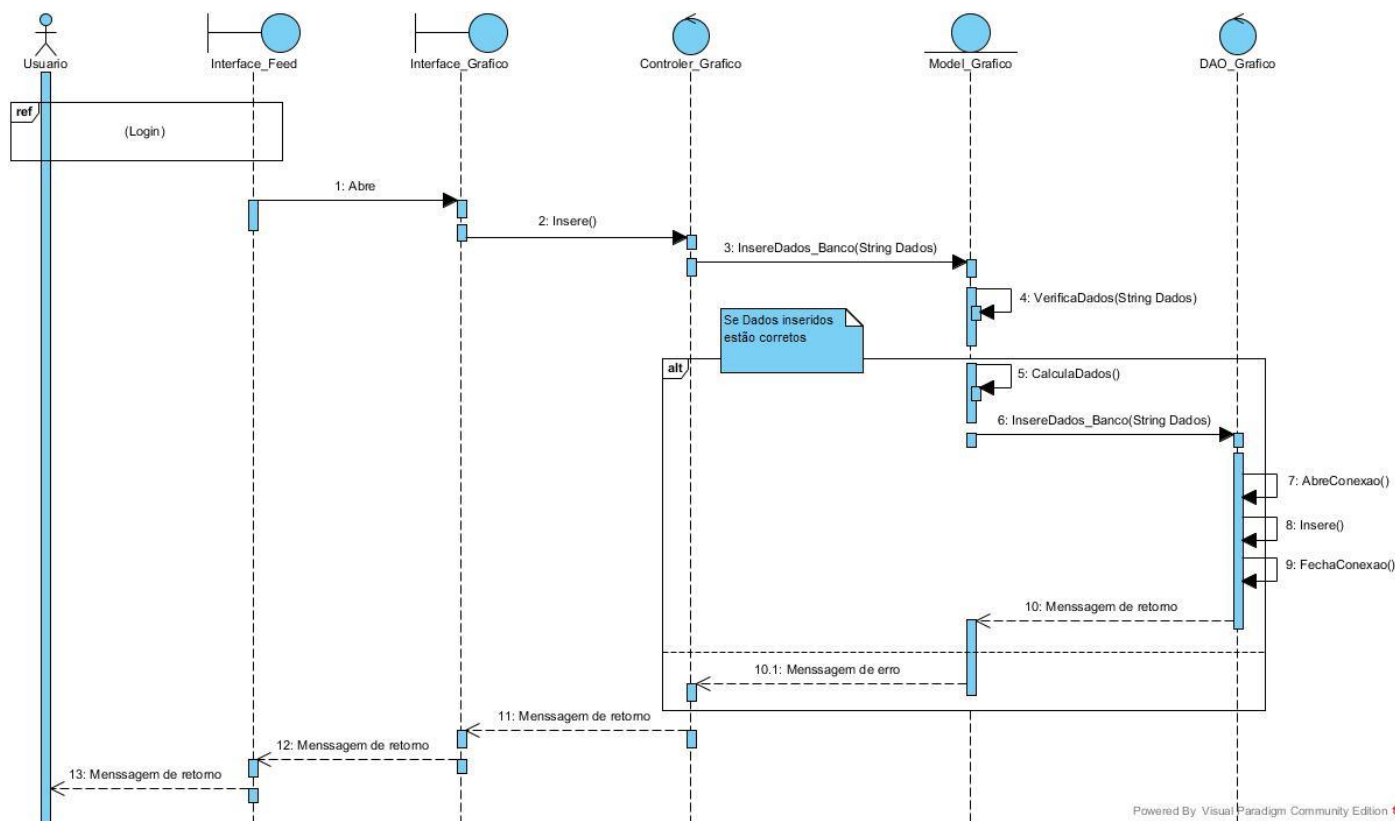 Usuario
Interface_Feed
Interface_Grafico
Controler_Grafico
Model_Grafico
DAO_Grafico
ref
(Login)
1: Abre
2: Insere()
3: InsereDados_Banco(String Dados)
4: VerificaDados(String Dados)
Se Dados inseridos
estão corretos
alt
5: CalculaDados()
6: InsereDados_Banco(String Dados)
7: AbreConexao()
8: Insere()
9: FechaConexao()
10: Menssagem de retorno
10.1: Menssagem de erro
11: Menssagem de retorno
12: Menssagem de retorno
13: Menssagem de retorno
Powered By Visual Paradigm Community Edition